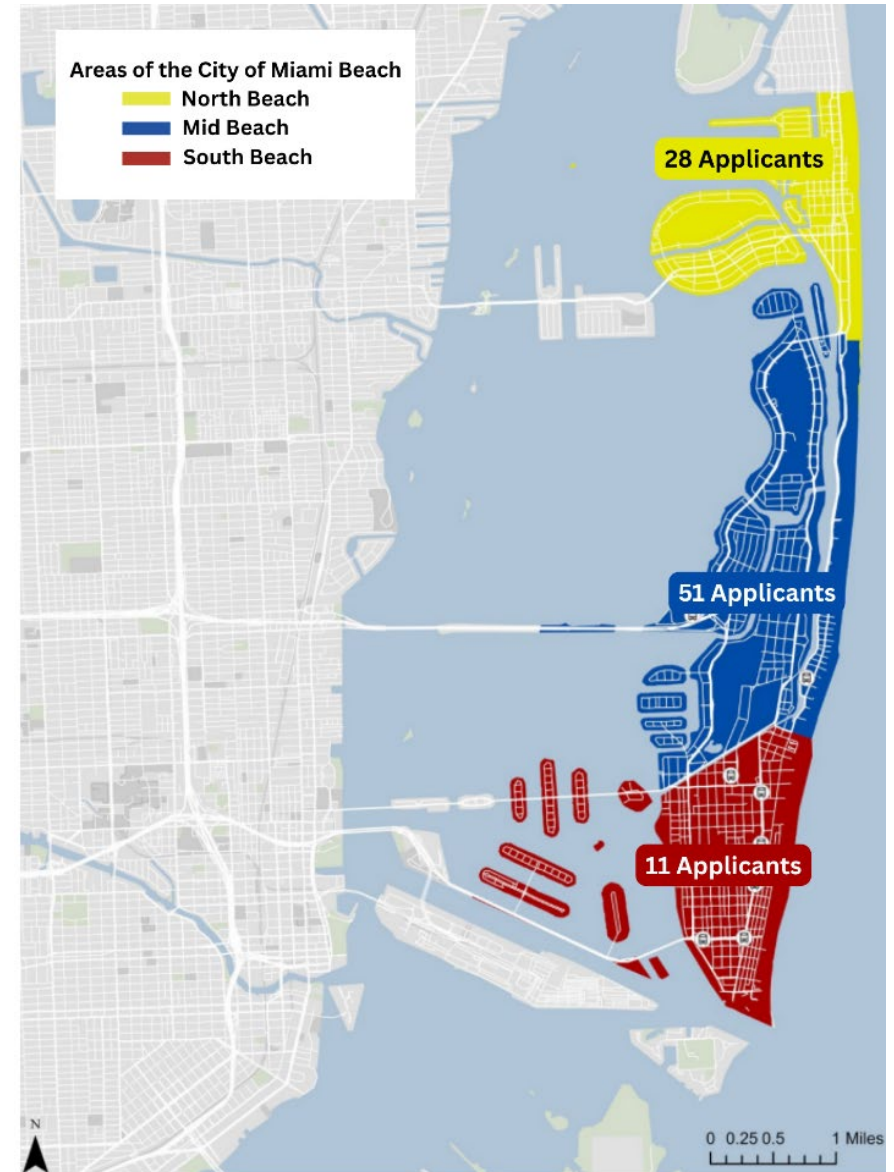 Areas of the City of Miami Beach
North Beach
Mid Beach
South Beach
28 Applicants
51 Applicants
11 Applicants
N
0 0.25 0.5 1 Miles